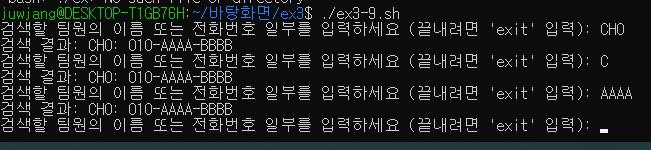 juwjang@DESKTOP-T1GB76H:~/바탕화면/ex3$ ./ex3-9.sh
검색할 팀원의 이름 또는 전화번호 일부를 입력하세요 (끝내려면 'exit' 입력): CHO
검색 결과: CHO: 010-AAAA-BBBB
검색할 팀원의 이름 또는 전화번호 일부를 입력하세요 (끝내려면 'exit' 입력): C
검색 결과: CHO: 010-AAAA-BBBB
검색할 팀원의 이름 또는 전화번호 일부를 입력하세요 (끝내려면 'exit' 입력): AAAA
검색 결과: CHO: 010-AAAA-BBBB
검색할 팀원의 이름 또는 전화번호 일부를 입력하세요 (끝내려면 'exit' 입력):